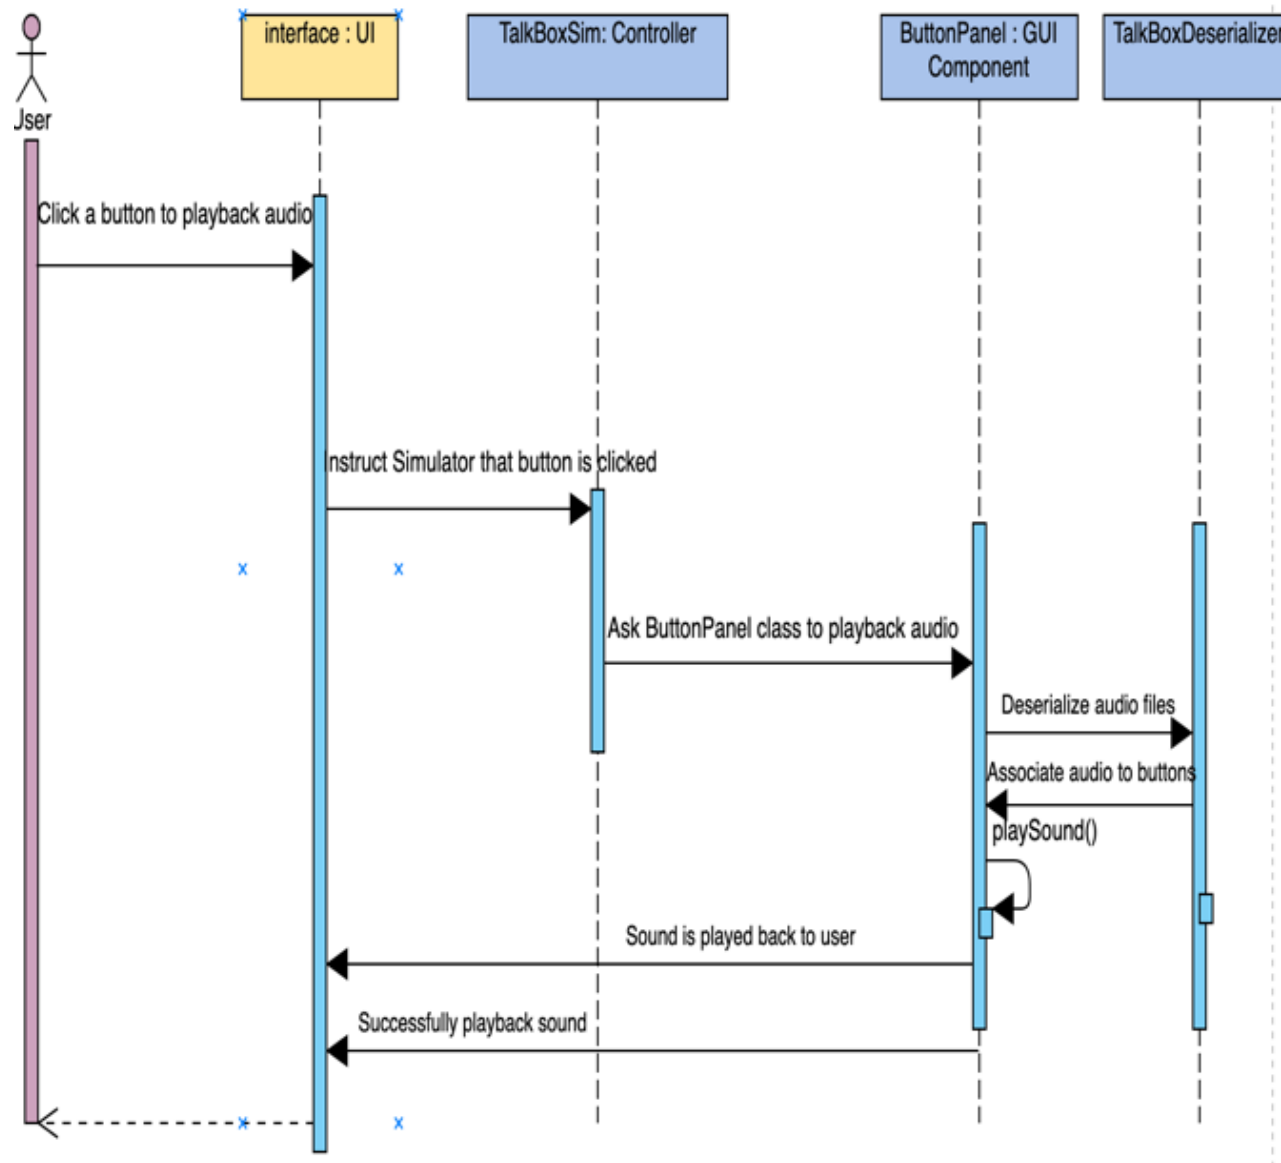 interface : UI
TalkBoxSim: Controller
ButtonPanel : GUI
Component
TalkBoxDeserializer
User
Click a button to playback audio
Instruct Simulator that button is clicked
Ask ButtonPanel class to playback audio
Deserialize audio files
Associate audio to buttons
playSound()
Sound is played back to user
Successfully playback sound